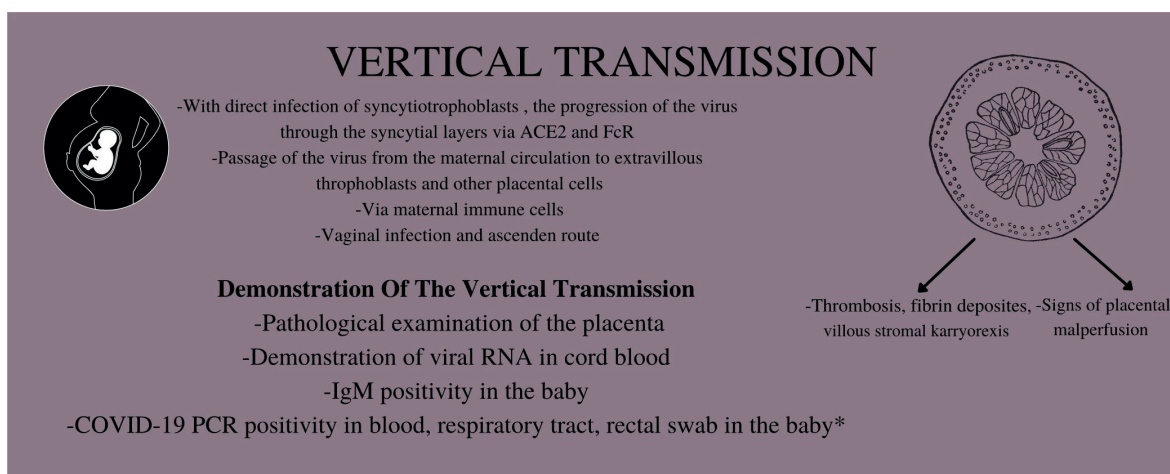 VERTICAL TRANSMISSION
-With direct infection of syncytiotrophoblasts , the progression of the virus
through the syncytial layers via ACE2 and FcR
-Passage of the virus from the maternal circulation to extravillous
throphoblasts and other placental cells
-Via maternal immune cells
-Vaginal infection and ascenden route
Demonstration Of The Vertical Transmission
-Pathological examination of the placenta
-Demonstration of viral RNA in cord blood
-IgM positivity in the baby
-COVID-19 PCR positivity in blood, respiratory tract, rectal swab in the baby*
-Thrombosis, fibrin deposites,
villous stromal karryorexis
-Signs of placental
malperfusion